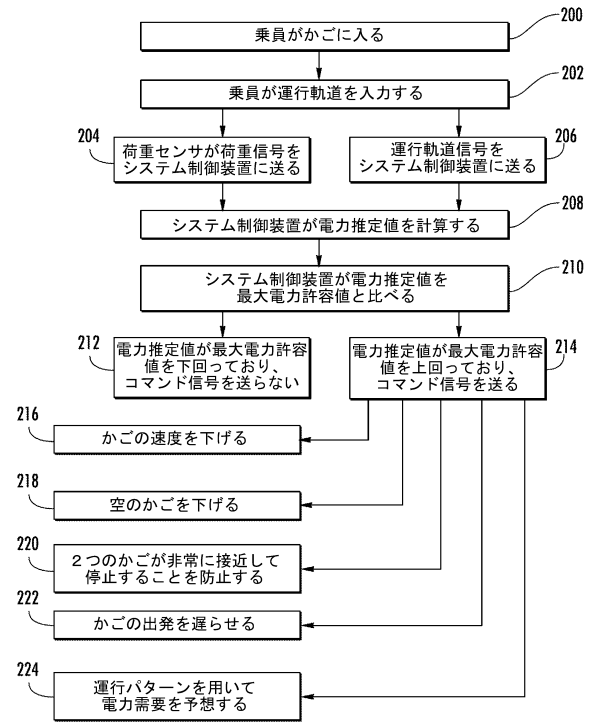 200
乗員がかごに入る
202
乗員が運行軌道を入力する
204
荷重センサが荷重信号を
システム制御装置に送る
206
運行軌道信号を
システム制御装置に送る
208
システム制御装置が電力推定値を計算する
210
システム制御装置が電力推定値を
最大電力許容値と比べる
212
電力推定値が最大電力許容
値を下回っており、
コマンド信号を送らない
214
電力推定値が最大電力許容
値を上回っており、
コマンド信号を送る
216
かごの速度を下げる
218
空のかごを下げる
220
２つのかごが非常に接近して
停止することを防止する
222
かごの出発を遅らせる
224
運行パターンを用いて
電力需要を予想する